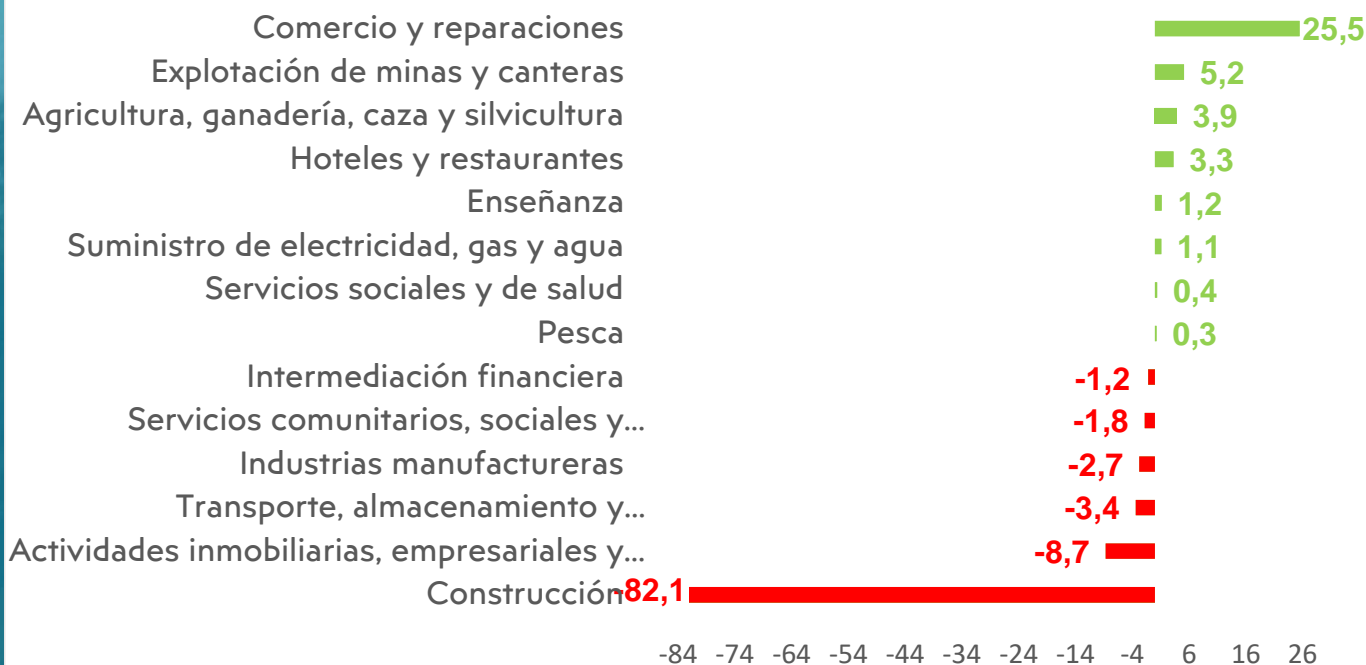 Comercio y reparaciones 25,5
Explotación de minas y canteras 5,2
Agricultura, ganadería, caza y silvicultura 3,9
Hoteles y restaurantes 3,3
Enseñanza 1,2
Suministro de electricidad, gas y agua 1,1
Servicios sociales y de salud 0,4
Pesca 0,3
Intermediación financiera -1,2
Servicios comunitarios, sociales y... -1,8
Industrias manufactureras -2,7
Transporte, almacenamiento y... -3,4
Actividades inmobiliarias, empresariales y... -8,7
Construcción -82,1
-84 -74 -64 -54 -44 -34 -24 -14 -4 6 16 26